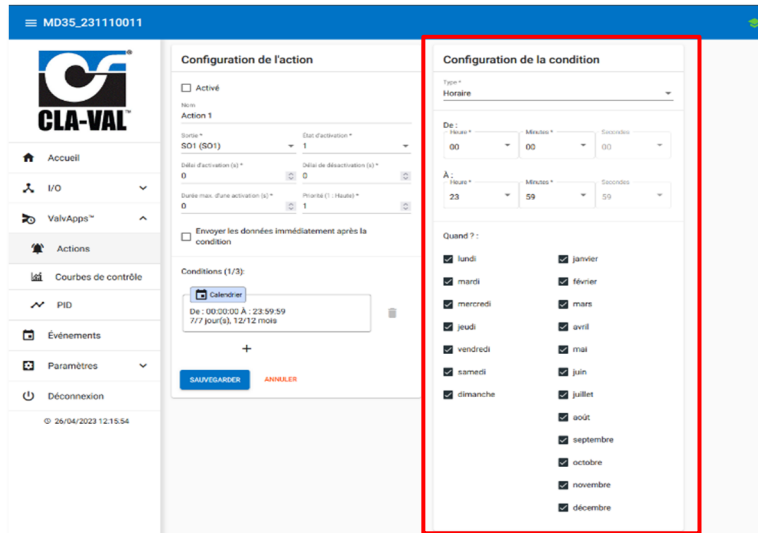 MD35_231110011
CLA-VAL™
Accueil
I/O
ValvApps™
Actions
Courbes de contrôle
PID
Événements
Paramètres
Déconnexion
26/04/2023 12:15:54
Configuration de l'action
Activé
Nom
Action 1
Sortie * État d'activation *
SO1 (SO1) 1
Délai d'activation (s) * Délai de désactivation (s) *
0 0
Durée max. d'une activation (s) * Priorité (1 : Haute) *
0 1
Envoyer les données immédiatement après la
condition
Conditions (1/3):
Calendrier
De : 00:00:00 À : 23:59:59
7/7 jour(s), 12/12 mois
+
SAUVEGARDER ANNULER
Configuration de la condition
Type *
Horaire
De :
Heure * Minutes * Secondes
00 00 00
À :
Heure * Minutes * Secondes
23 59 59
Quand ? :
lundi janvier
mardi février
mercredi mars
jeudi avril
vendredi mai
samedi juin
dimanche juillet
août
septembre
octobre
novembre
décembre